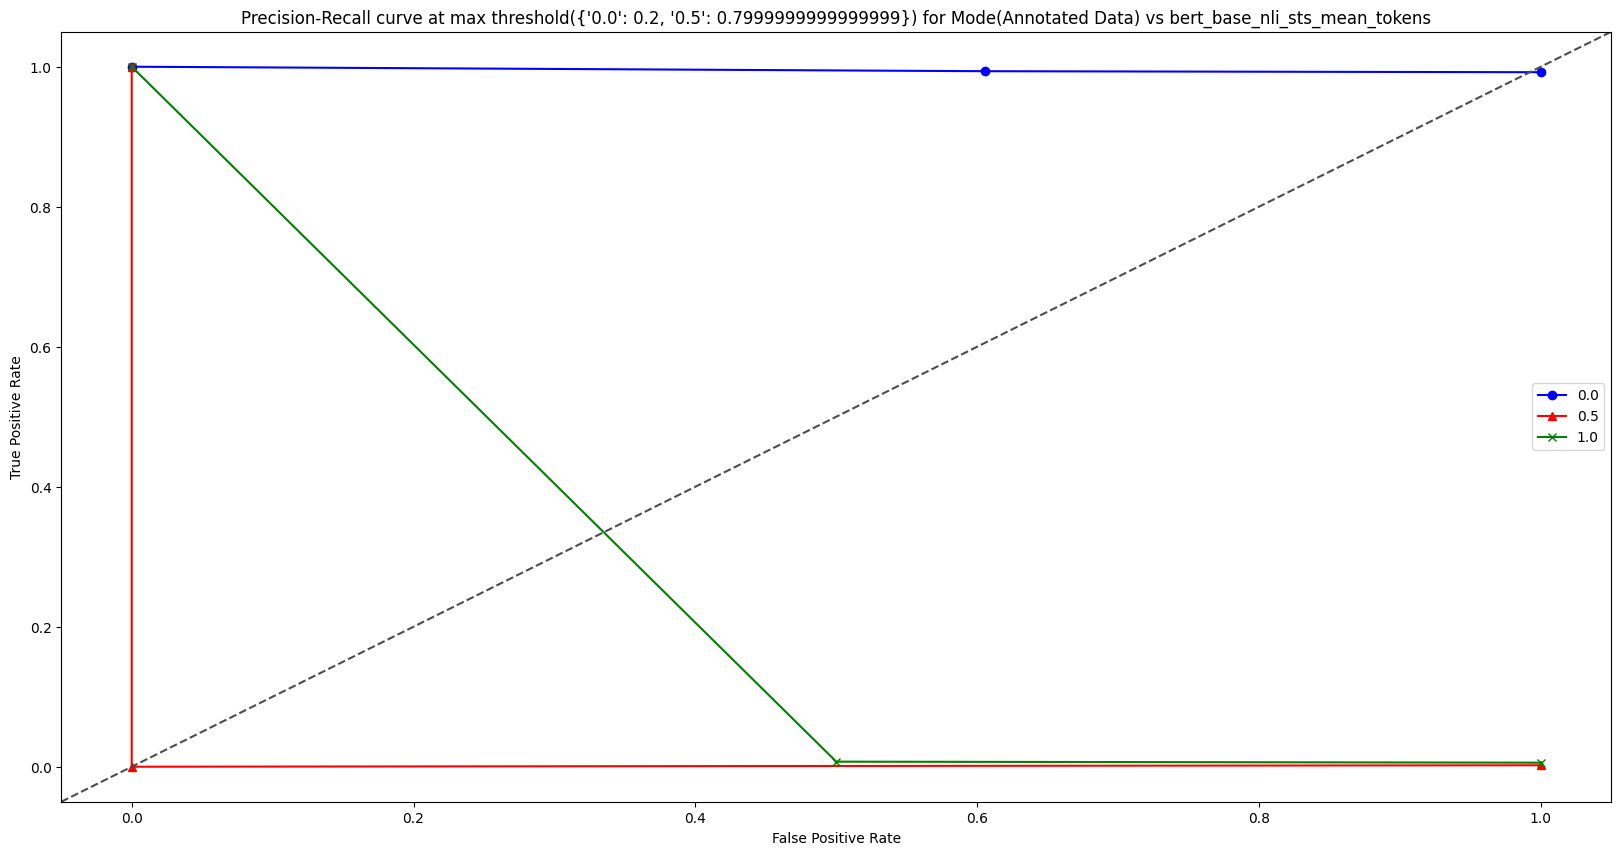 Precision-Recall curve at max threshold({'0.0': 0.2, '0.5': 0.7999999999999999}) for Mode(Annotated Data) vs bert_base_nli_sts_mean_tokens
True Positive Rate
1.0
0.8
0.6
0.4
0.2
0.0
0.0
0.5
1.0
0.0 0.2 0.4 0.6 0.8 1.0
False Positive Rate